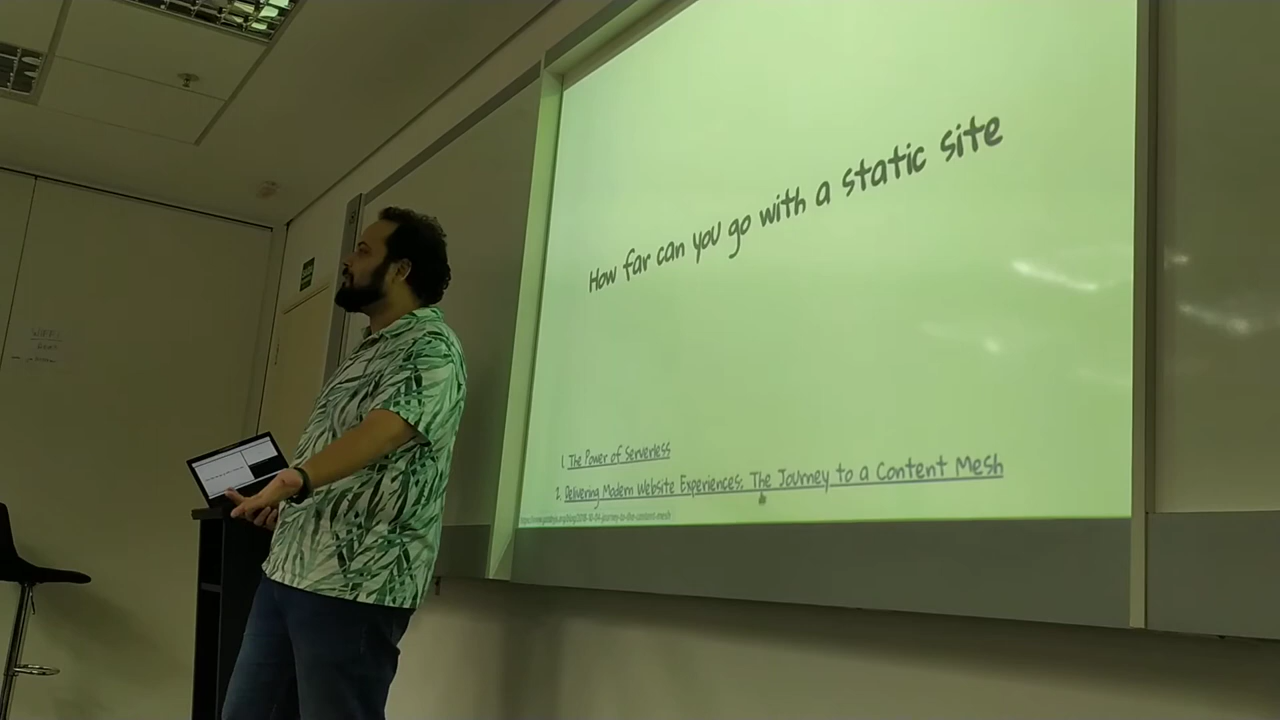 How far can you go with a static site
1. The Power of Serverless
2. Delivering Modern Website Experiences: The Journey to a Content Mesh